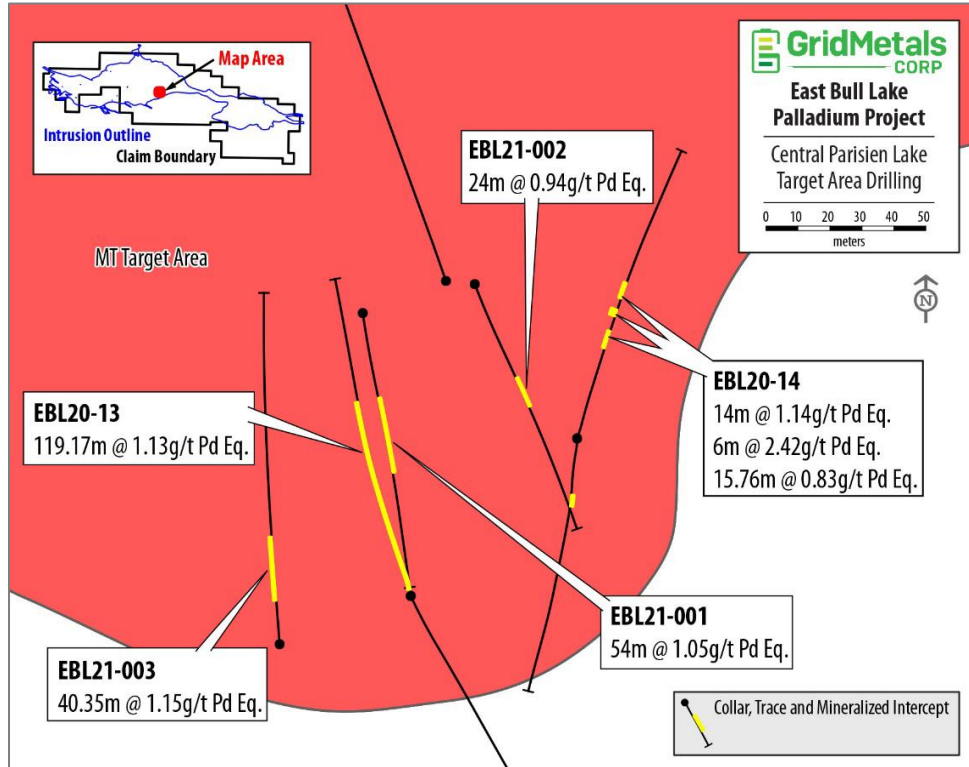 Map Area
Intrusion Outline
Claim Boundary
GridMetals
CORP
East Bull Lake
Palladium Project
Central Parisien Lake
Target Area Drilling
0 10 20 30 40 50
meters
N
MT Target Area
EBL21-002
24m @ 0.94g/t Pd Eq.
EBL20-13
119.17m @ 1.13g/t Pd Eq.
EBL20-14
14m @ 1.14g/t Pd Eq.
6m @ 2.42g/t Pd Eq.
15.76m @ 0.83g/t Pd Eq.
EBL21-001
54m @ 1.05g/t Pd Eq.
EBL21-003
40.35m @ 1.15g/t Pd Eq.
Collar, Trace and Mineralized Intercept